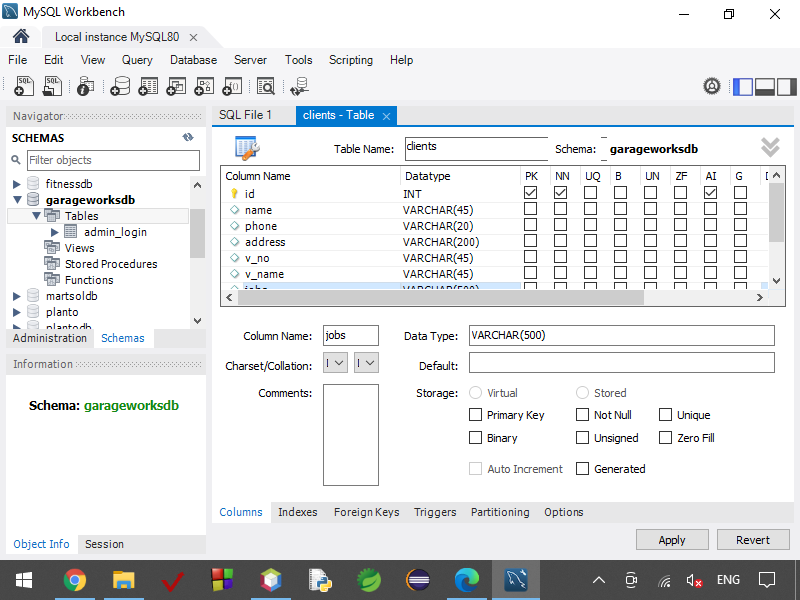 MySQL Workbench
Local instance MySQL80
File Edit View Query Database Server Tools Scripting Help
Navigator
SCHEMAS
Filter objects
fitnessdb
garageworksdb
Tables
admin_login
Views
Stored Procedures
Functions
martsoldb
planto
plantodb
Administration Schemas
Information
Schema: garageworksdb
Object Info Session
SQL File 1 clients - Table
Table Name: clients Schema: garageworksdb
Column Name Datatype PK NN UQ B UN ZF AI G
id INT
name VARCHAR(45)
phone VARCHAR(20)
address VARCHAR(200)
v_no VARCHAR(45)
v_name VARCHAR(45)
jobs VARCHAR(500)
Column Name: jobs Data Type: VARCHAR(500)
Charset/Collation: Default:
Comments: Storage: Virtual Stored
Primary Key Not Null Unique
Binary Unsigned Zero Fill
Auto Increment Generated
Columns Indexes Foreign Keys Triggers Partitioning Options
Apply Revert
ENG